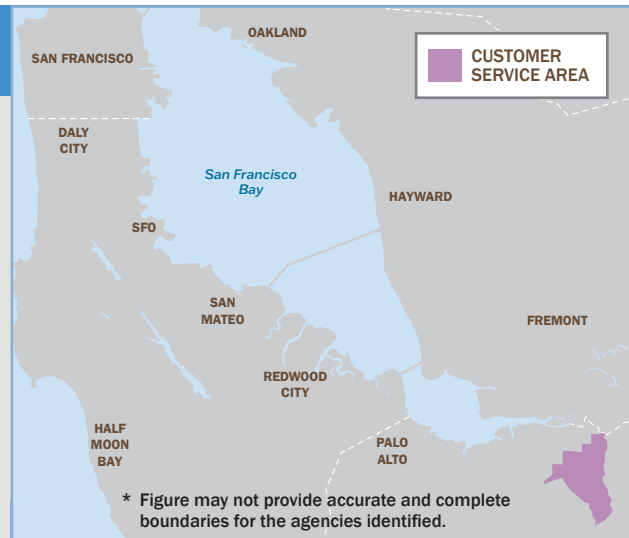 OAKLAND
SAN FRANCISCO
CUSTOMER
SERVICE AREA
DALY
CITY
San Francisco
Bay
HAYWARD
SFO
SAN
MATEO
FREMONT
REDWOOD
CITY
HALF
MOON
BAY
PALO
ALTO
* Figure may not provide accurate and complete
boundaries for the agencies identified.